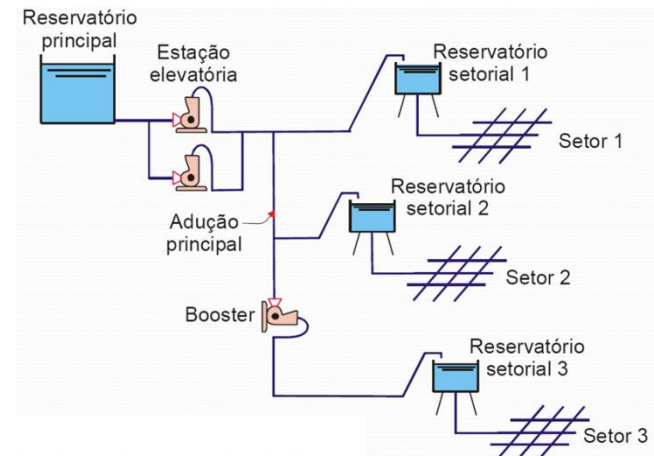 Reservatório
principal
Estação
elevatória
Reservatório
setorial 1
Setor 1
Adução
principal
Reservatório
setorial 2
Setor 2
Booster
Reservatório
setorial 3
Setor 3